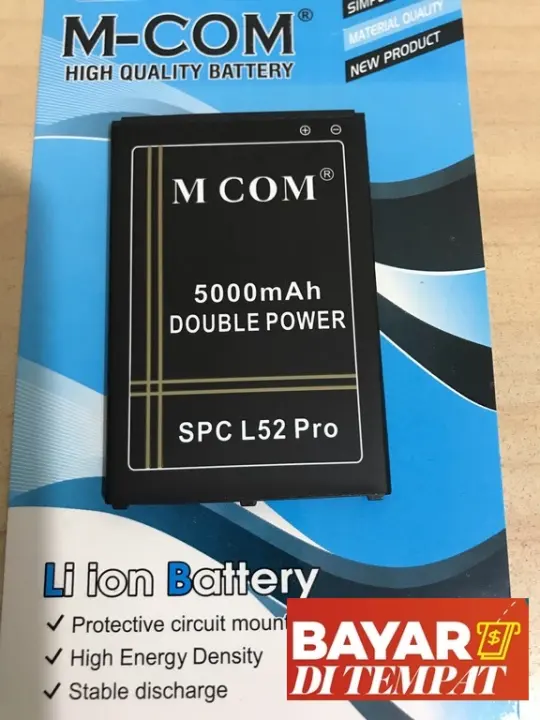 M-COM®
HIGH QUALITY BATTERY
MATERIAL QUALITY
NEW PRODUCT
M COM®
5000mAh
DOUBLE POWER
SPC L52 Pro
Li ion Battery
✓ Protective circuit
✓ High Energy Density
✓ Stable discharge
BAYAR
$
DI TEMPAT